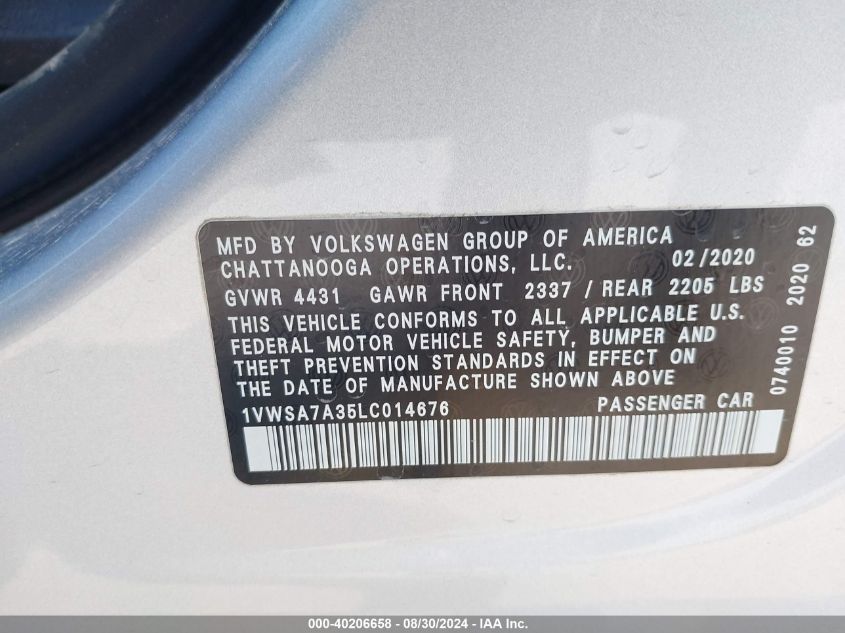 MFD BY VOLKSWAGEN GROUP OF AMERICA
CHATTANOOGA OPERATIONS, LLC. 02/2020
GVWR 4431 GAWR FRONT 2337 / REAR 2205 LBS
THIS VEHICLE CONFORMS TO ALL APPLICABLE U.S.
FEDERAL MOTOR VEHICLE SAFETY, BUMPER AND
THEFT PREVENTION STANDARDS IN EFFECT ON
THE DATE OF MANUFACTURE SHOWN ABOVE
1VWSA7A35LC014676 PASSENGER CAR
0740010 2020 62
000-40206658 - 08/30/2024 - IAA Inc.